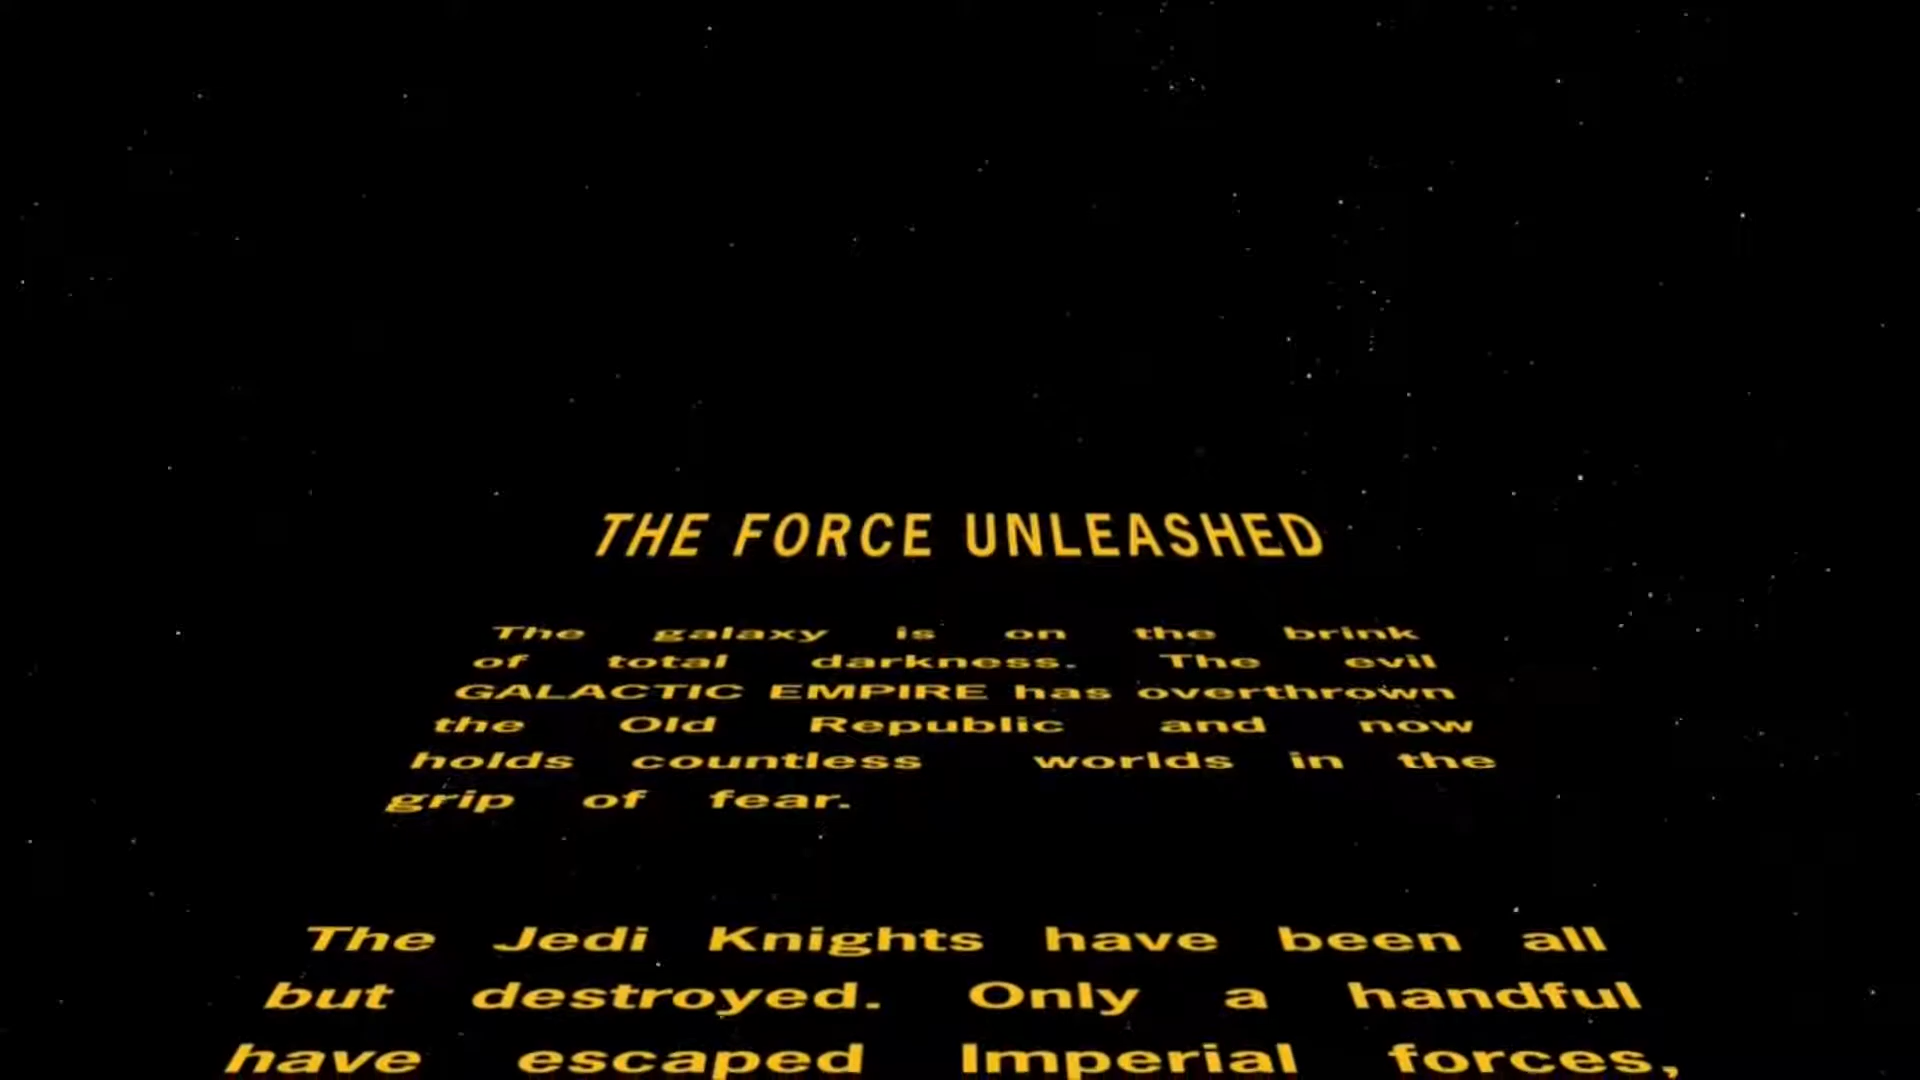 THE FORCE UNLEASHED
The galaxy is on the brink
of total darkness. The evil
GALACTIC EMPIRE has overthrown
the Old Republic and now
holds countless worlds in the
grip of fear.
The Jedi Knights have been all
but destroyed. Only a handful
have escaped Imperial forces,